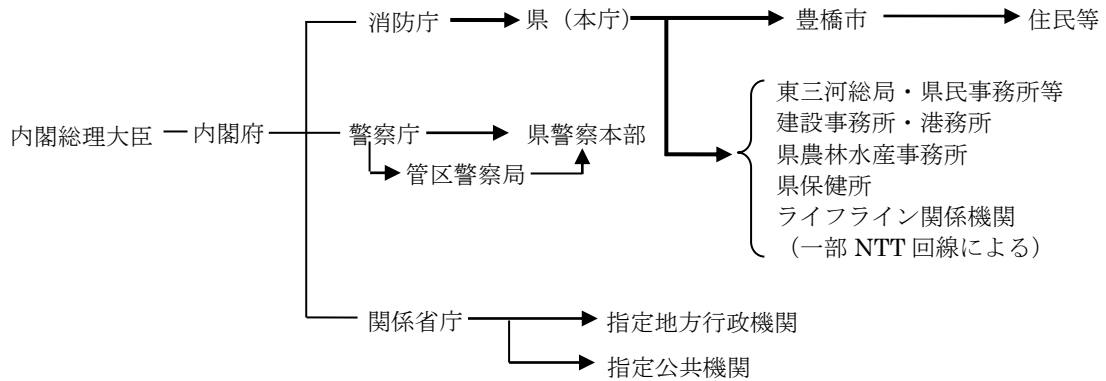 消防庁
県（本庁）
豊橋市
住民等
東三河総局・県民事務所等
建設事務所・港務所
県農林水産事務所
県保健所
ライフライン関係機関
（一部 NTT 回線による）
内閣総理大臣
内閣府
警察庁
県警察本部
管区警察局
関係省庁
指定地方行政機関
指定公共機関